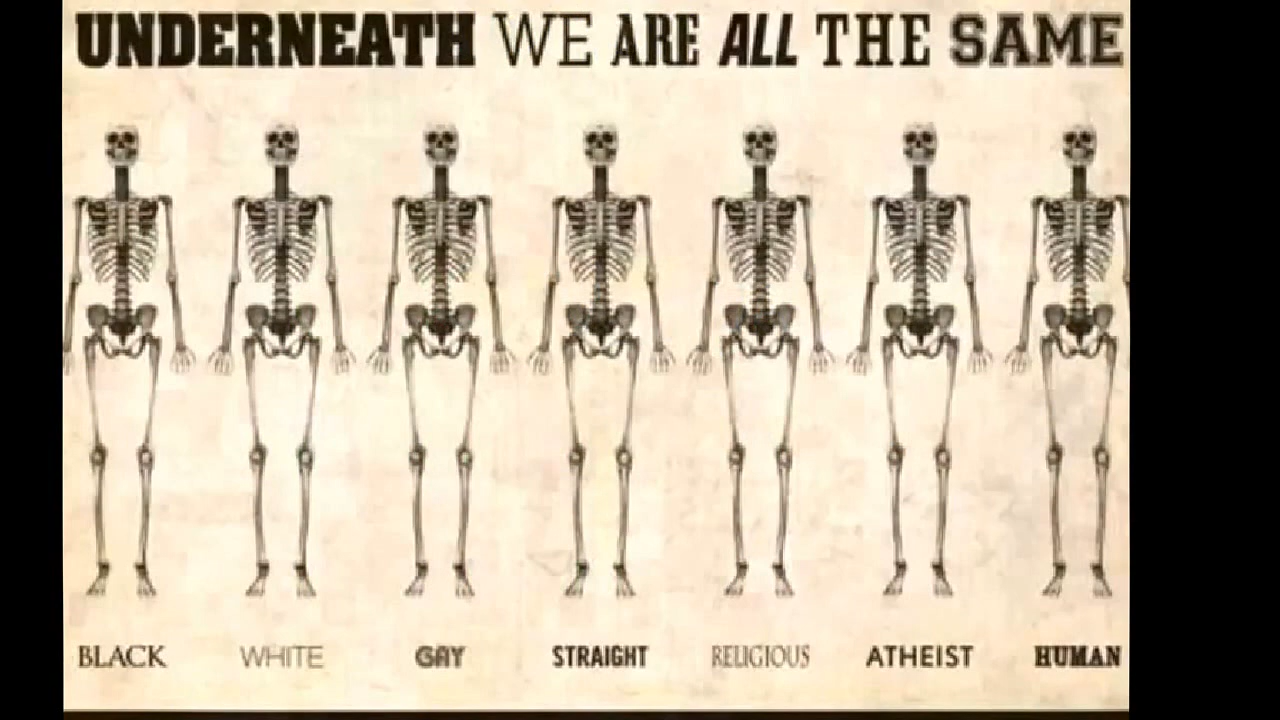 UNDERNEATH WE ARE ALL THE SAME
BLACK WHITE GAY STRAIGHT RELIGIOUS ATHEIST HUMAN